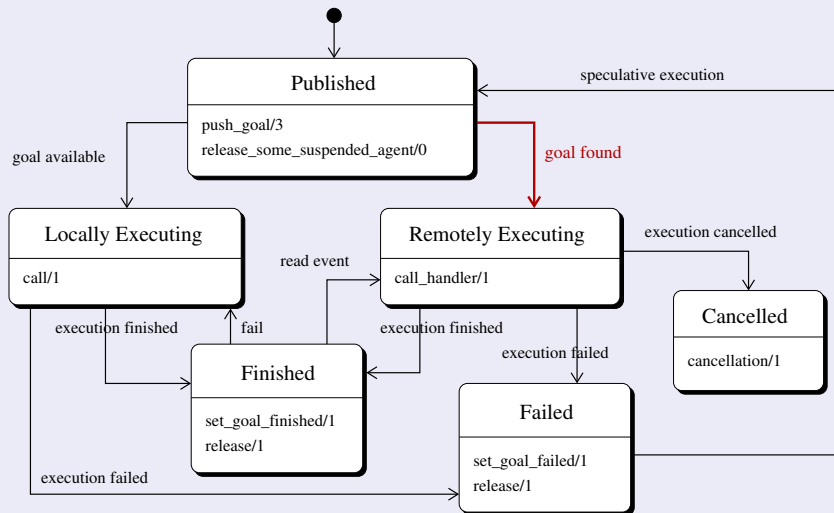 Published
speculative execution
push_goal/3
release_some_suspended_agent/0
goal available
goal found
Locally Executing
Remotely Executing
execution cancelled
read event
call/1
call_handler/1
Cancelled
execution finished
fail
execution finished
execution failed
cancellation/1
Finished
Failed
set_goal_finished/1
release/1
set_goal_failed/1
release/1
execution failed